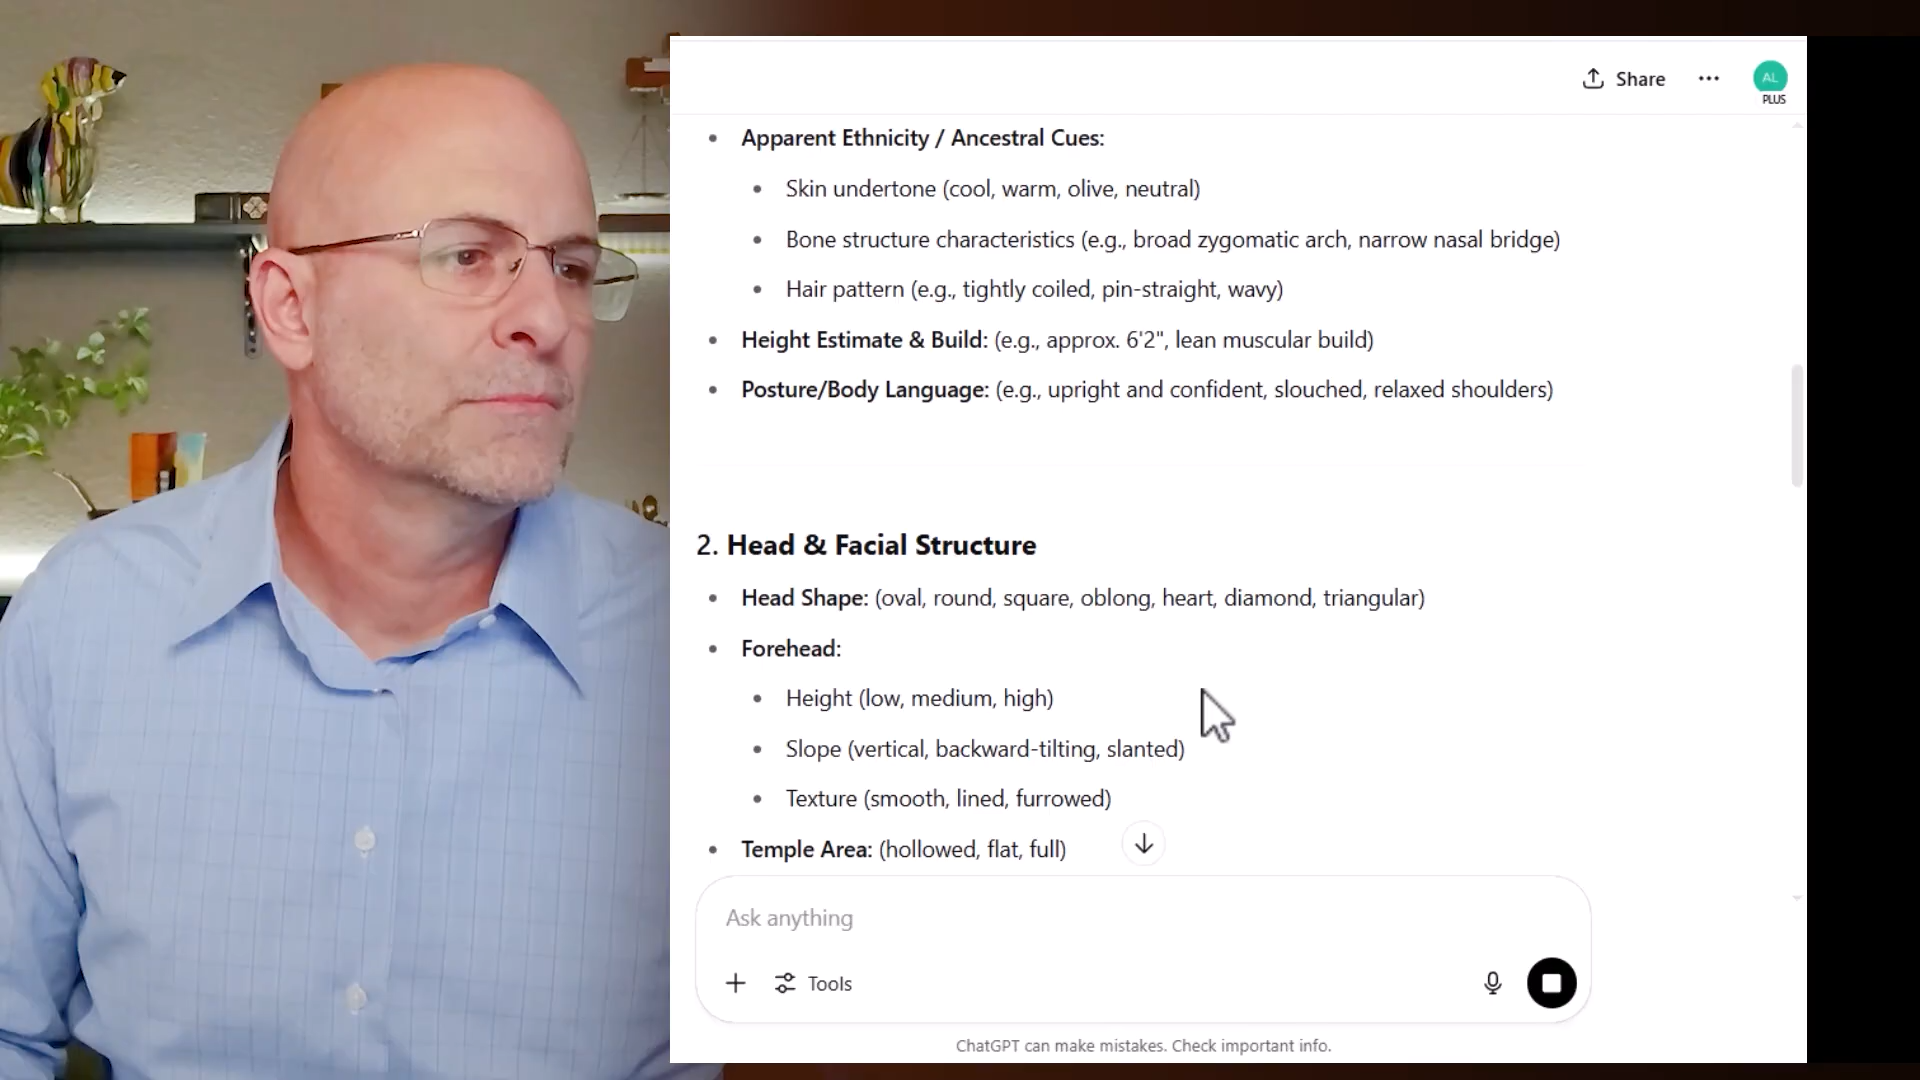 Share
AL
PLUS
Apparent Ethnicity / Ancestral Cues:
Skin undertone (cool, warm, olive, neutral)
Bone structure characteristics (e.g., broad zygomatic arch, narrow nasal bridge)
Hair pattern (e.g., tightly coiled, pin-straight, wavy)
Height Estimate & Build: (e.g., approx. 6'2", lean muscular build)
Posture/Body Language: (e.g., upright and confident, slouched, relaxed shoulders)
2. Head & Facial Structure
Head Shape: (oval, round, square, oblong, heart, diamond, triangular)
Forehead:
Height (low, medium, high)
Slope (vertical, backward-tilting, slanted)
Texture (smooth, lined, furrowed)
Temple Area: (hollowed, flat, full)
Ask anything
Tools
ChatGPT can make mistakes. Check important info.